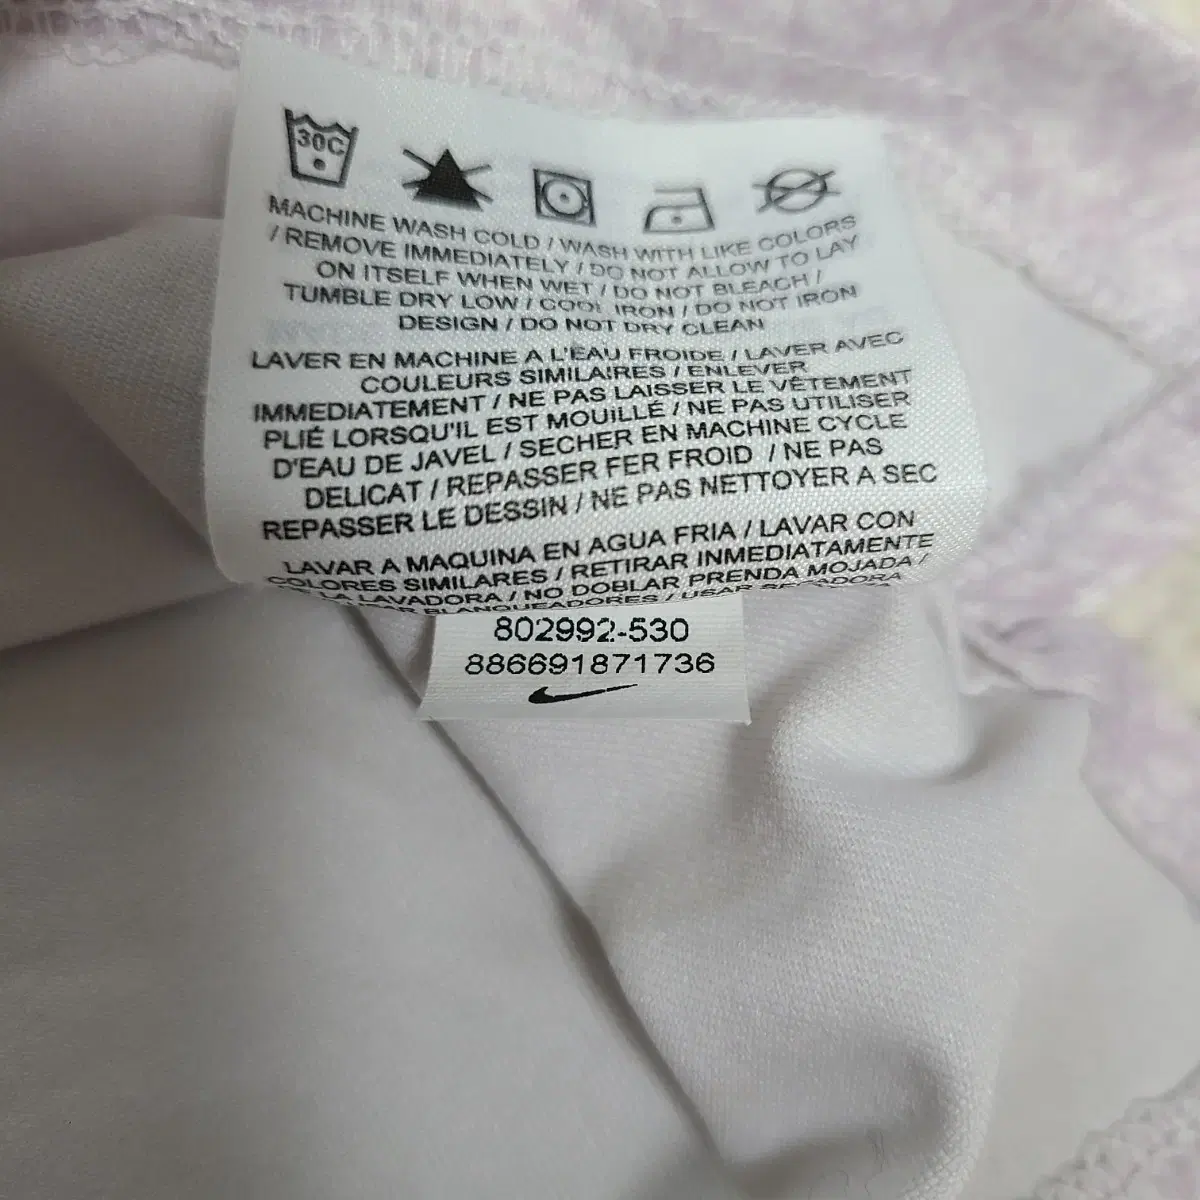 30C
MACHINE WASH COLD / WASH WITH LIKE COLORS
/ REMOVE IMMEDIATELY / DO NOT ALLOW TO LAY
ON ITSELF WHEN WET / DO NOT BLEACH /
TUMBLE DRY LOW / COOL IRON / DO NOT IRON
DESIGN / DO NOT DRY CLEAN
LAVER EN MACHINE A L'EAU FROIDE / LAVER AVEC
COULEURS SIMILAIRES / ENLEVER
IMMEDIATEMENT / NE PAS LAISSER LE VÊTEMENT
PLIÉ LORSQU'IL EST MOUILLÉ / NE PAS UTILISER
D'EAU DE JAVEL / SECHER EN MACHINE CYCLE
DELICAT / REPASSER FER FROID / NE PAS
REPASSER LE DESSIN / NE PAS NETTOYER A SEC
LAVAR A MAQUINA EN AGUA FRIA / LAVAR CON
COLORES SIMILARES / RETIRAR INMEDIATAMENTE
LA LAVADORA / NO DOBLAR PRENDA MOJADA /
BLANQUEADORES / USAR SECADORA
802992-530
886691871736